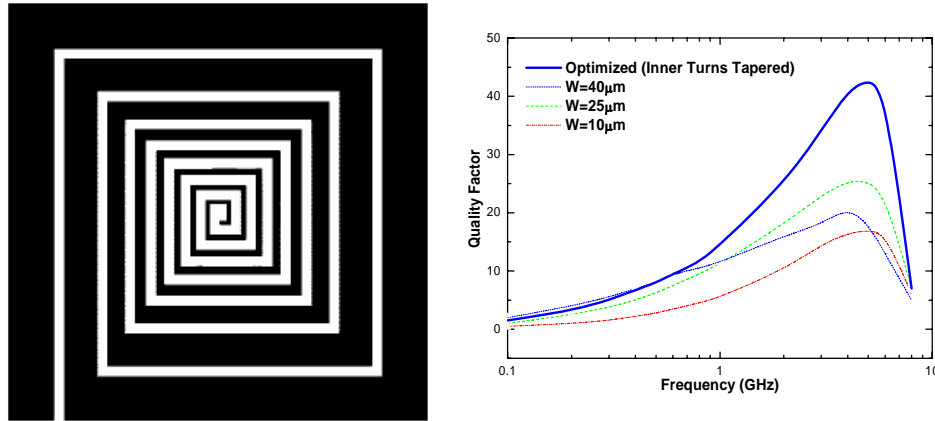 50
40
30
20
10
0
Quality Factor
Optimized (Inner Turns Tapered)
W=40μm
W=25μm
W=10μm
0.1 1 10
Frequency (GHz)